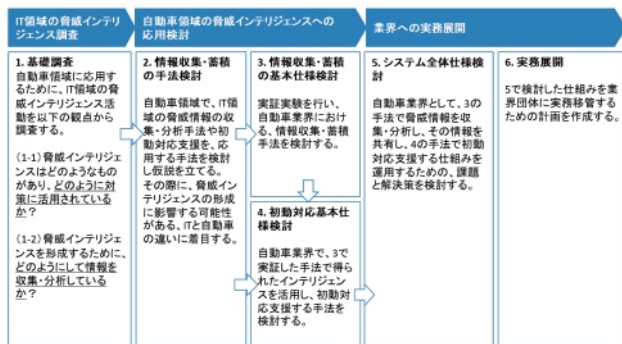 IT領域の脅威インテリ
ジェンス調査
自動車領域の脅威インテリジェンスへの
応用検討
業界への実務展開
1. 基礎調査
自動車領域に応用す
るために、IT領域の脅
威インテリジェンス活
動を以下の観点から
調査する。
(1-1) 脅威インテリジェ
ンスはどのようなもの
があり、どのように対
策に活用されている
か?
(1-2) 脅威インテリジェ
ンスを形成するために、
どのようにして情報を
収集・分析している
か?
2. 情報収集・蓄積
の手法検討
自動車領域で、IT領
域の脅威情報の収
集・分析手法や初
動対応支援を、応
用する手法を検討
し仮説を立てる。
その際に、脅威イン
テリジェンスの形成
に影響する可能性
がある、ITと自動車
の違いに着目する。
3. 情報収集・蓄積
の基本仕様検討
実証実験を行い、自
動車業界にお
ける、情報収集・蓄積
手法を検討する。
4. 初動対応基本仕
様検討
自動車業界で、3で
実証した手法で得ら
れたインテリジェン
スを活用し、初動対
応支援する手法を
検討する。
5. システム全体仕様検
討
自動車業界として、3の
手法で脅威情報を収
集・分析し、その情報を
共有し、4の手法で初動
対応支援する仕組みを
運用するための、課題
と解決策を検討する。
6. 実務展開
5で検討した仕組みを業
界団体に実務移管する
ための計画を作成する。